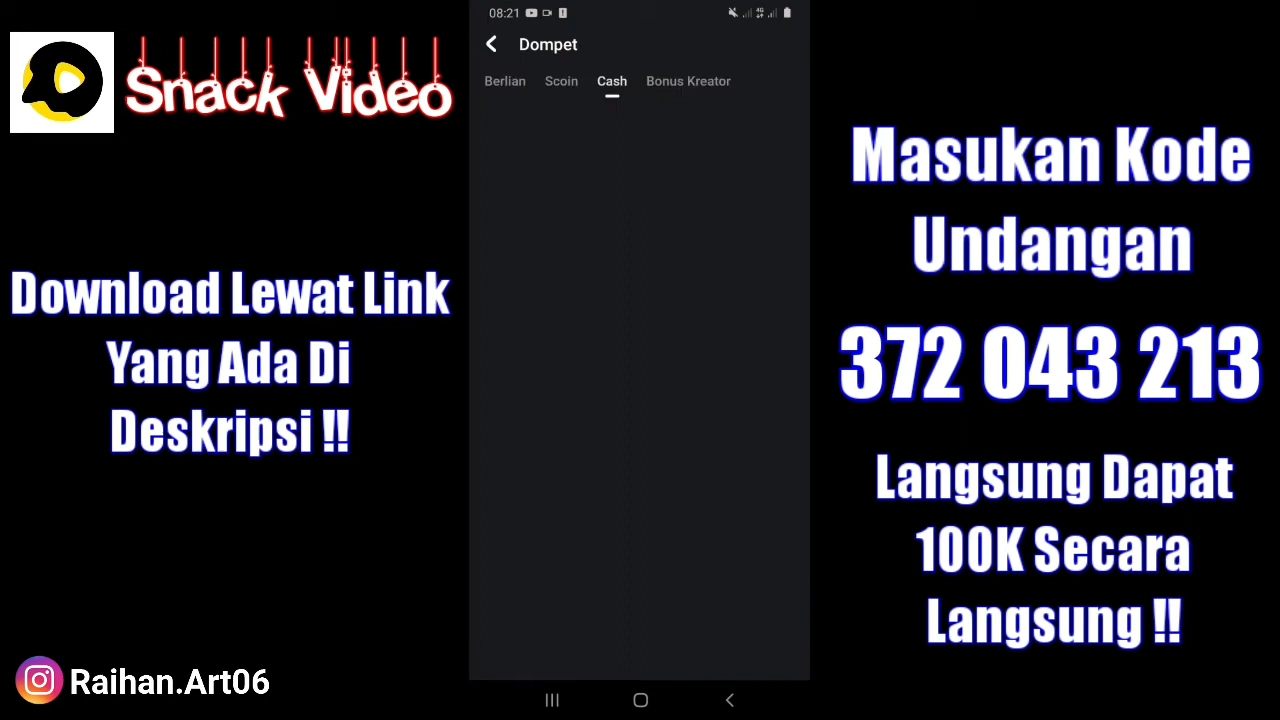 Snack Video
Download Lewat Link
Yang Ada Di
Deskripsi !!
Raihan.Art06
08:21
4G
Dompet
Berlian Scoin Cash Bonus Kreator
Masukan Kode
Undangan
372 043 213
Langsung Dapat
100K Secara
Langsung !!